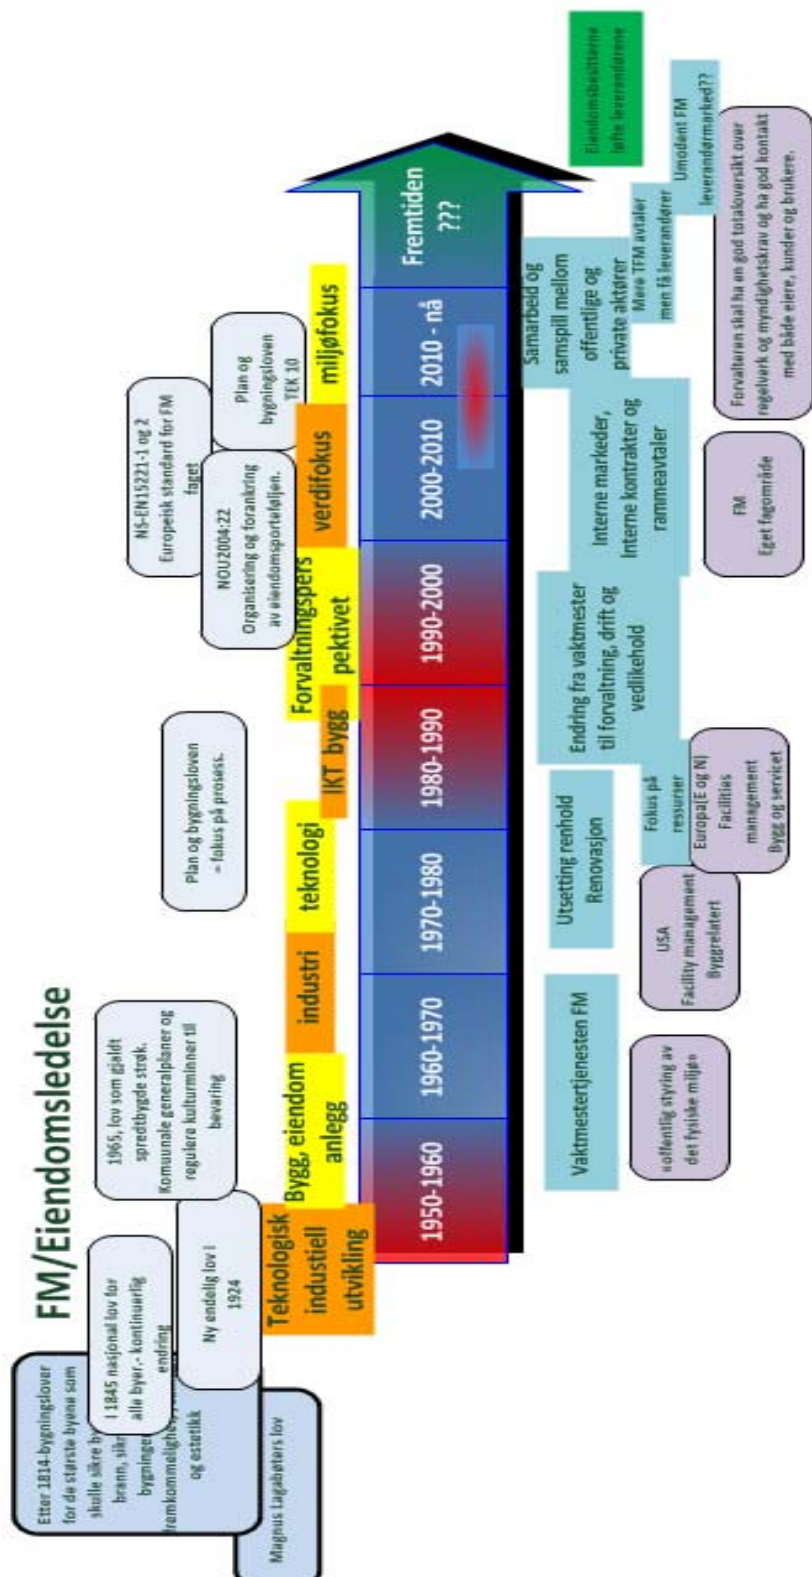 FM/Eiendomsledelse
Etter 1814-bygningslover
for de største byene som
skulle sikre
brann,
bygninger
fremkommelighet
og estetikk
Magnus Lagabøters lov
I 1845 nasjonal lov for
alle byer,- kontinuerlig
endring
Ny endelig lov i
1924
1965, lov som gjaldt
spredtbygde strøk.
Komuunale generalplaner og
regulere kulturminner til
bevaring
Plan og bygningsloven
= fokus på prosess.
NS-EN15221-1 og 2
Europeisk standard for FM
faget
NOU2004:22
Organisering og forankring
av eiendomsporteføljen.
Plan og
bygningsloven
TEK 10
Teknologisk
industiell
utvikling
Bygg, eiendom
anlegg
industri
teknologi
IKT bygg
Forvaltningspers
pektivet
verdifokus
miljøfokus
1950-1960
1960-1970
1970-1980
1980-1990
1990-2000
2000-2010
2010 - nå
Fremtiden
???
Vaktmestertjenesten FM
Utsetting renhold
Renovasjon
Fokus på
ressurser
Endring fra vaktmester
til forvaltning, drift og
vedlikehold
Interne markeder,
Interne kontrakter og
rammeavtaler
Samarbeid og
samspill mellom
offentlige og
private aktører
Mere TFM avtaler
men få leverandører
Umodent FM
leverandørmarked??
Eiendomsbesitterne
løfte leverandørene
«offentlig styring av
det fysiske miljø»
USA
Facility management
Byggrelatert
Europa(E og N)
Facilities
management
Bygg og servicet
FM
Eget fagområde
Forvalteren skal ha en god totaloversikt over
regelverk og myndighetskrav og ha god kontakt
med både eiere, kunder og brukere.